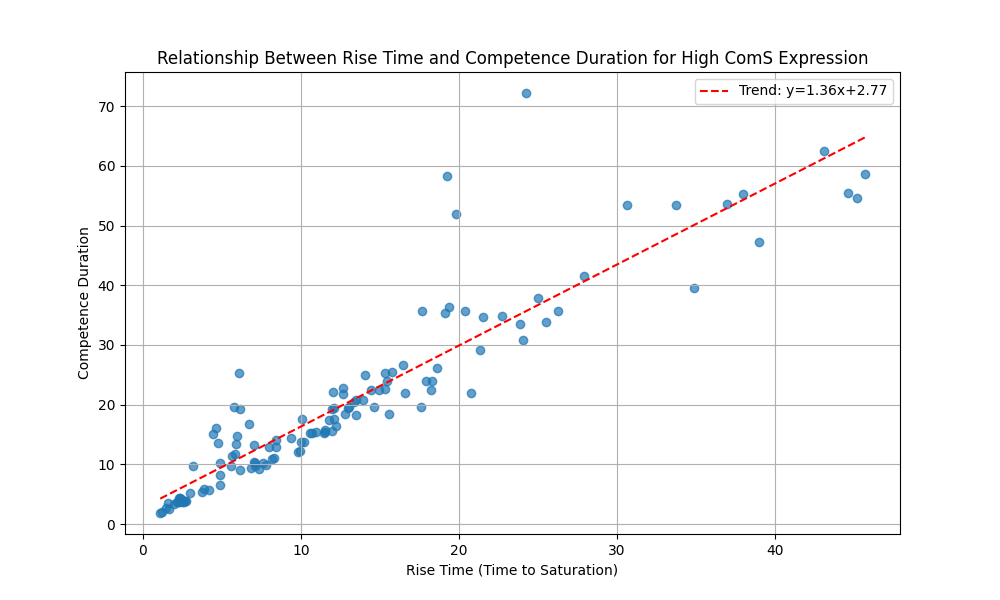 Relationship Between Rise Time and Competence Duration for High ComS Expression
Trend: y=1.36x+2.77
Competence Duration
70
60
50
40
30
20
10
0
0 10 20 30 40
Rise Time (Time to Saturation)